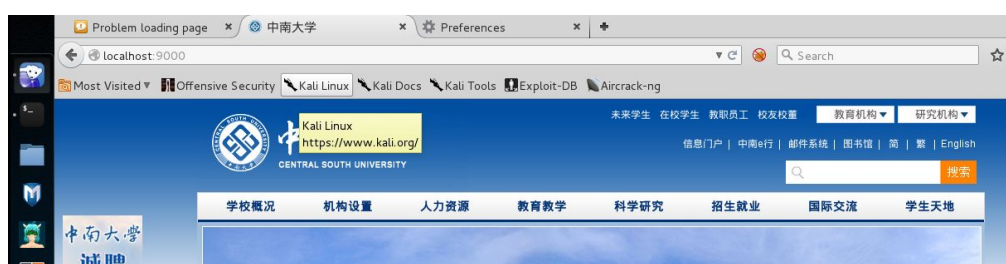 Problem loading page
中南大学
Preferences
localhost:9000
Search
Most Visited
Offensive Security
Kali Linux
Kali Docs
Kali Tools
Exploit-DB
Aircrack-ng
Kali Linux
https://www.kali.org/
未来学生 在校学生 教职员工 校友校董 教育机构 研究机构
信息门户 | 中南e行 | 邮件系统 | 图书馆 | 简 | 繁 | English
中
CENTRAL SOUTH UNIVERSITY
搜索
学校概况 机构设置 人力资源 教育教学 科学研究 招生就业 国际交流 学生天地
中南大学
诚聘